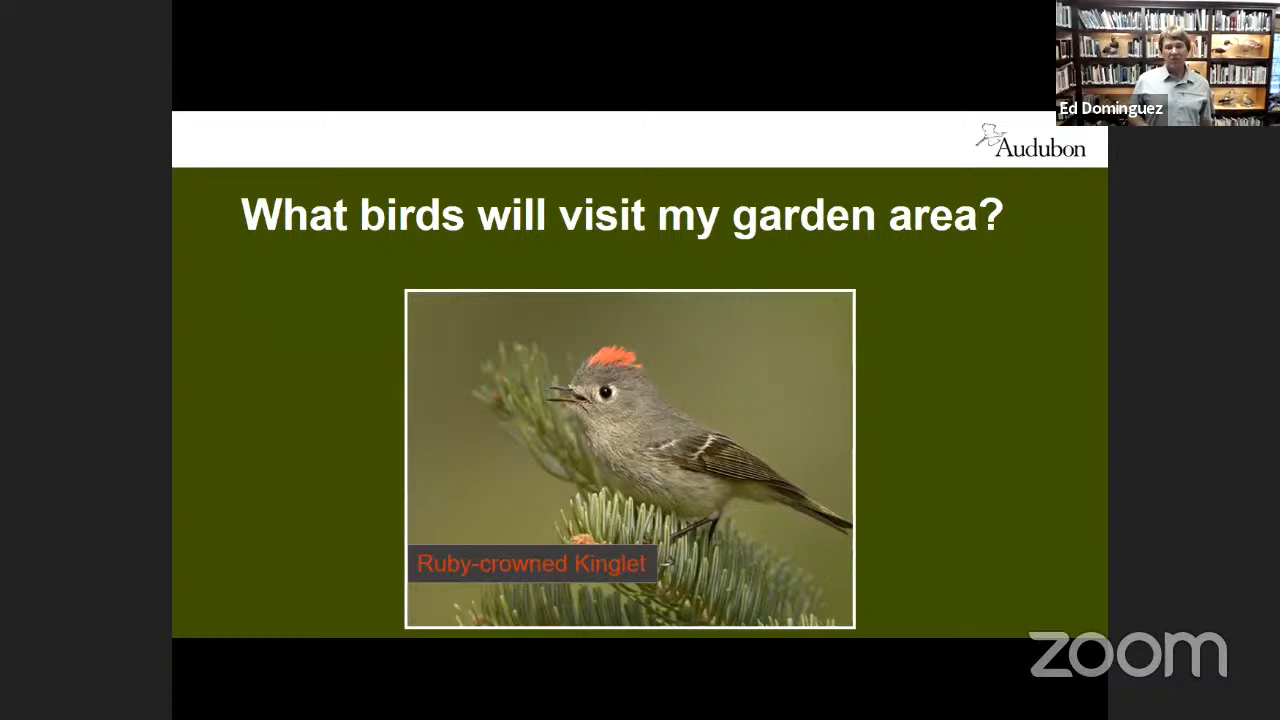 Ed Dominguez
Audubon
What birds will visit my garden area?
Ruby-crowned Kinglet
zoom